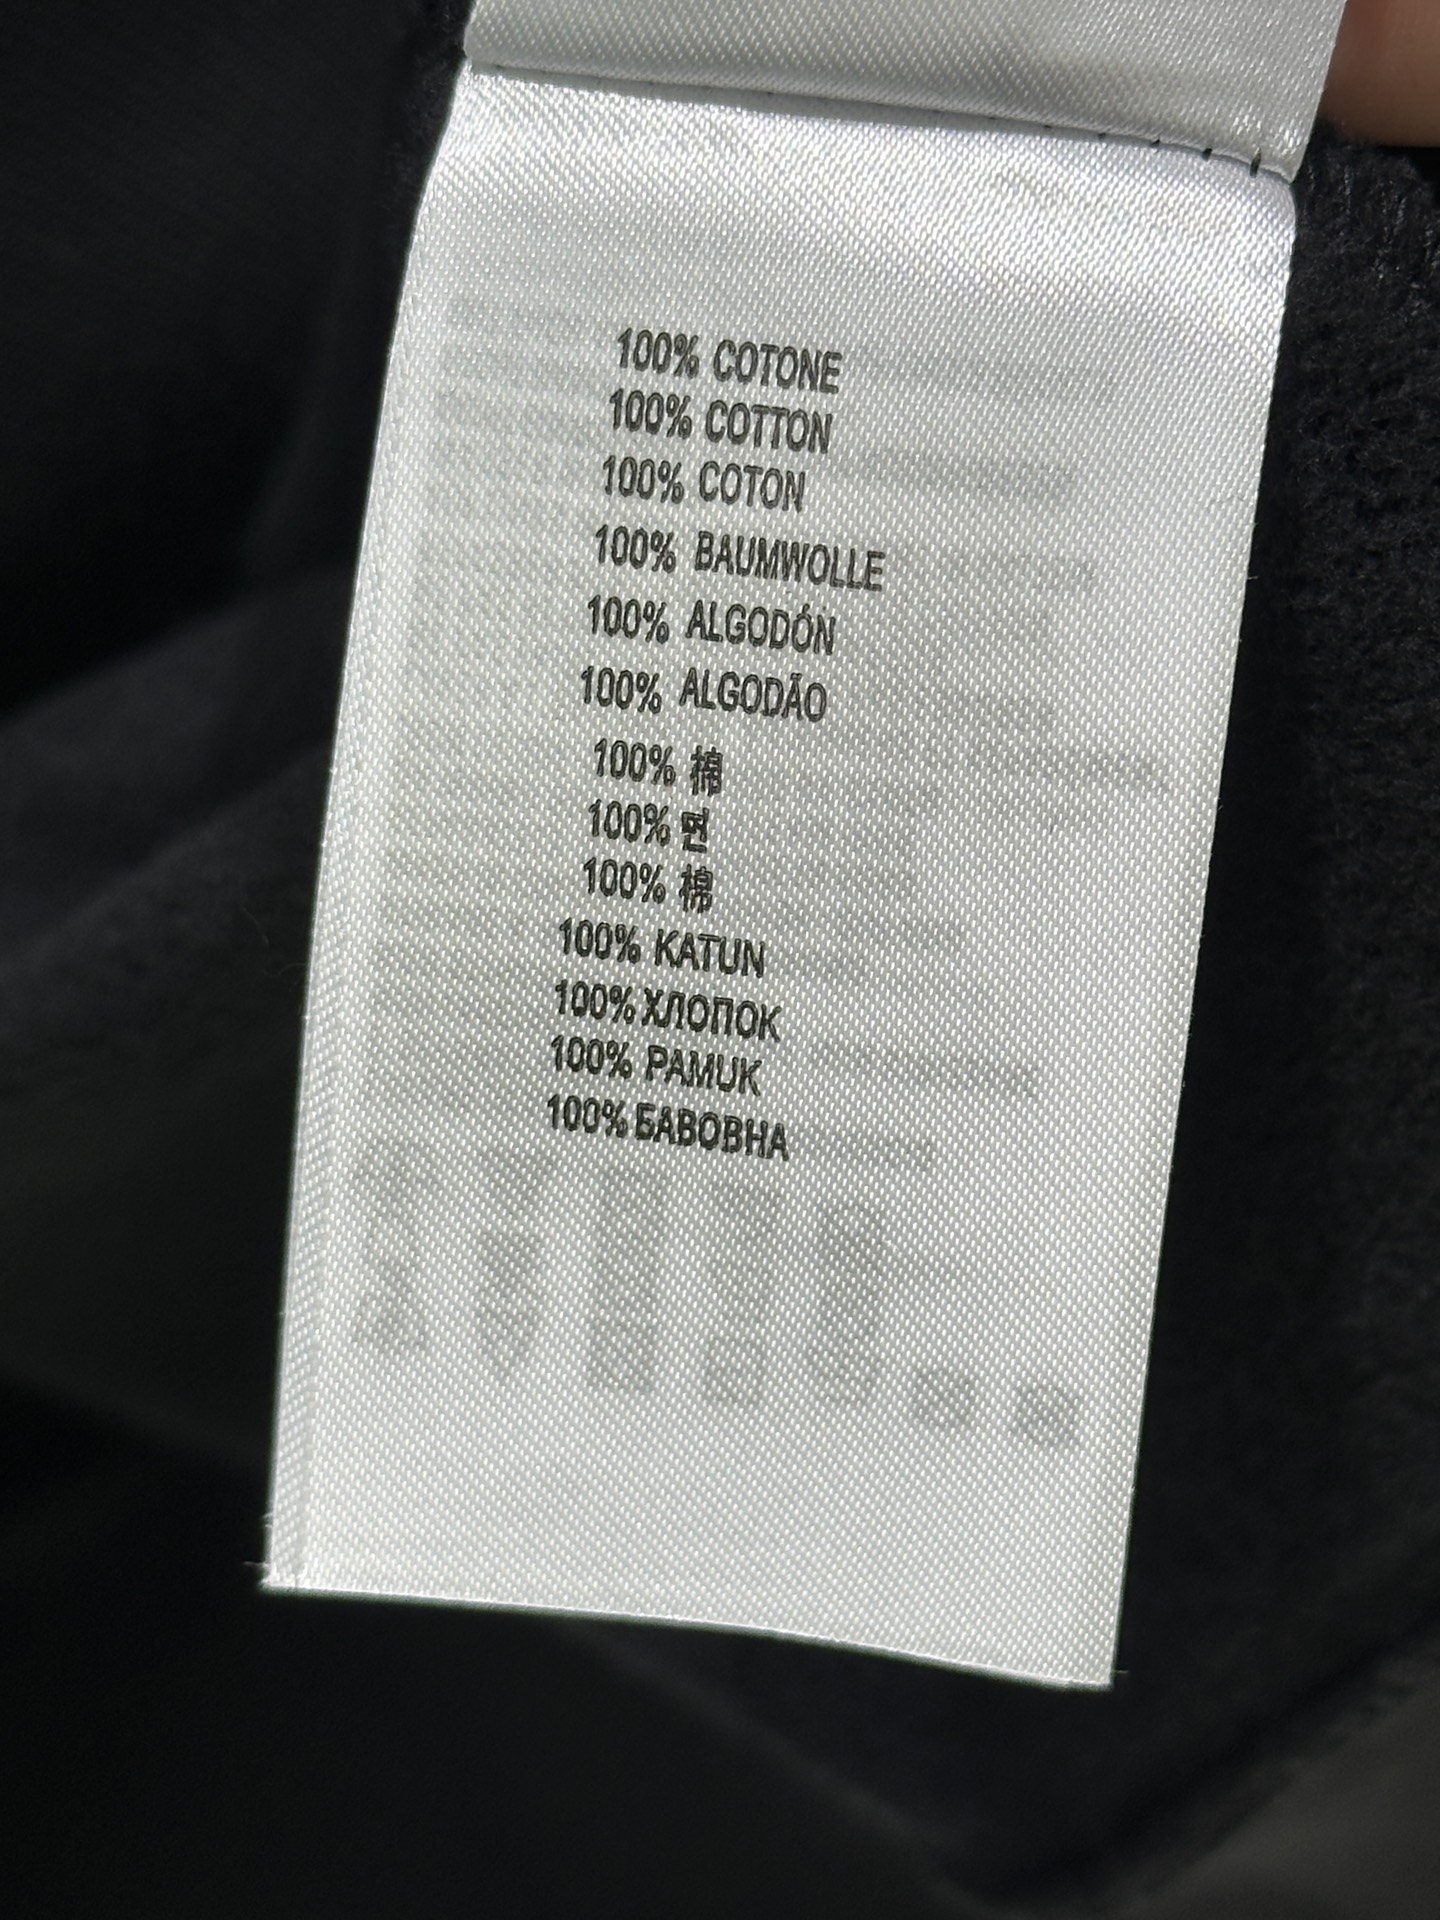 100% COTONE
100% COTTON
100% COTON
100% BAUMWOLLE
100% ALGODÓN
100% ALGODÃO
100% 棉
100% 면
100% 棉
100% KATUN
100% ХЛОПОК
100% PAMUK
100% БАВОВНА